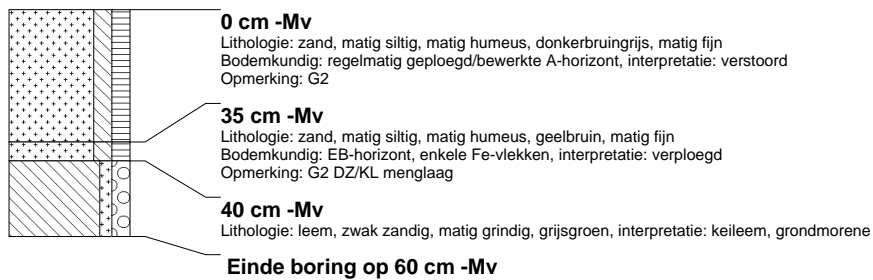 0 cm -Mv
Lithologie: zand, matig siltig, matig humeus, donkerbruingrijs, matig fijn
Bodemkundig: regelmatig geploegd/bewerkte A-horizont, interpretatie: verstoord
Opmerking: G2
35 cm -Mv
Lithologie: zand, matig siltig, matig humeus, geelbruin, matig fijn
Bodemkundig: EB-horizont, enkele Fe-vlekken, interpretatie: verploegd
Opmerking: G2 DZ/KL menglaag
40 cm -Mv
Lithologie: leem, zwak zandig, matig grindig, grijsgroen, interpretatie: keileem, grondmorene
Einde boring op 60 cm -Mv